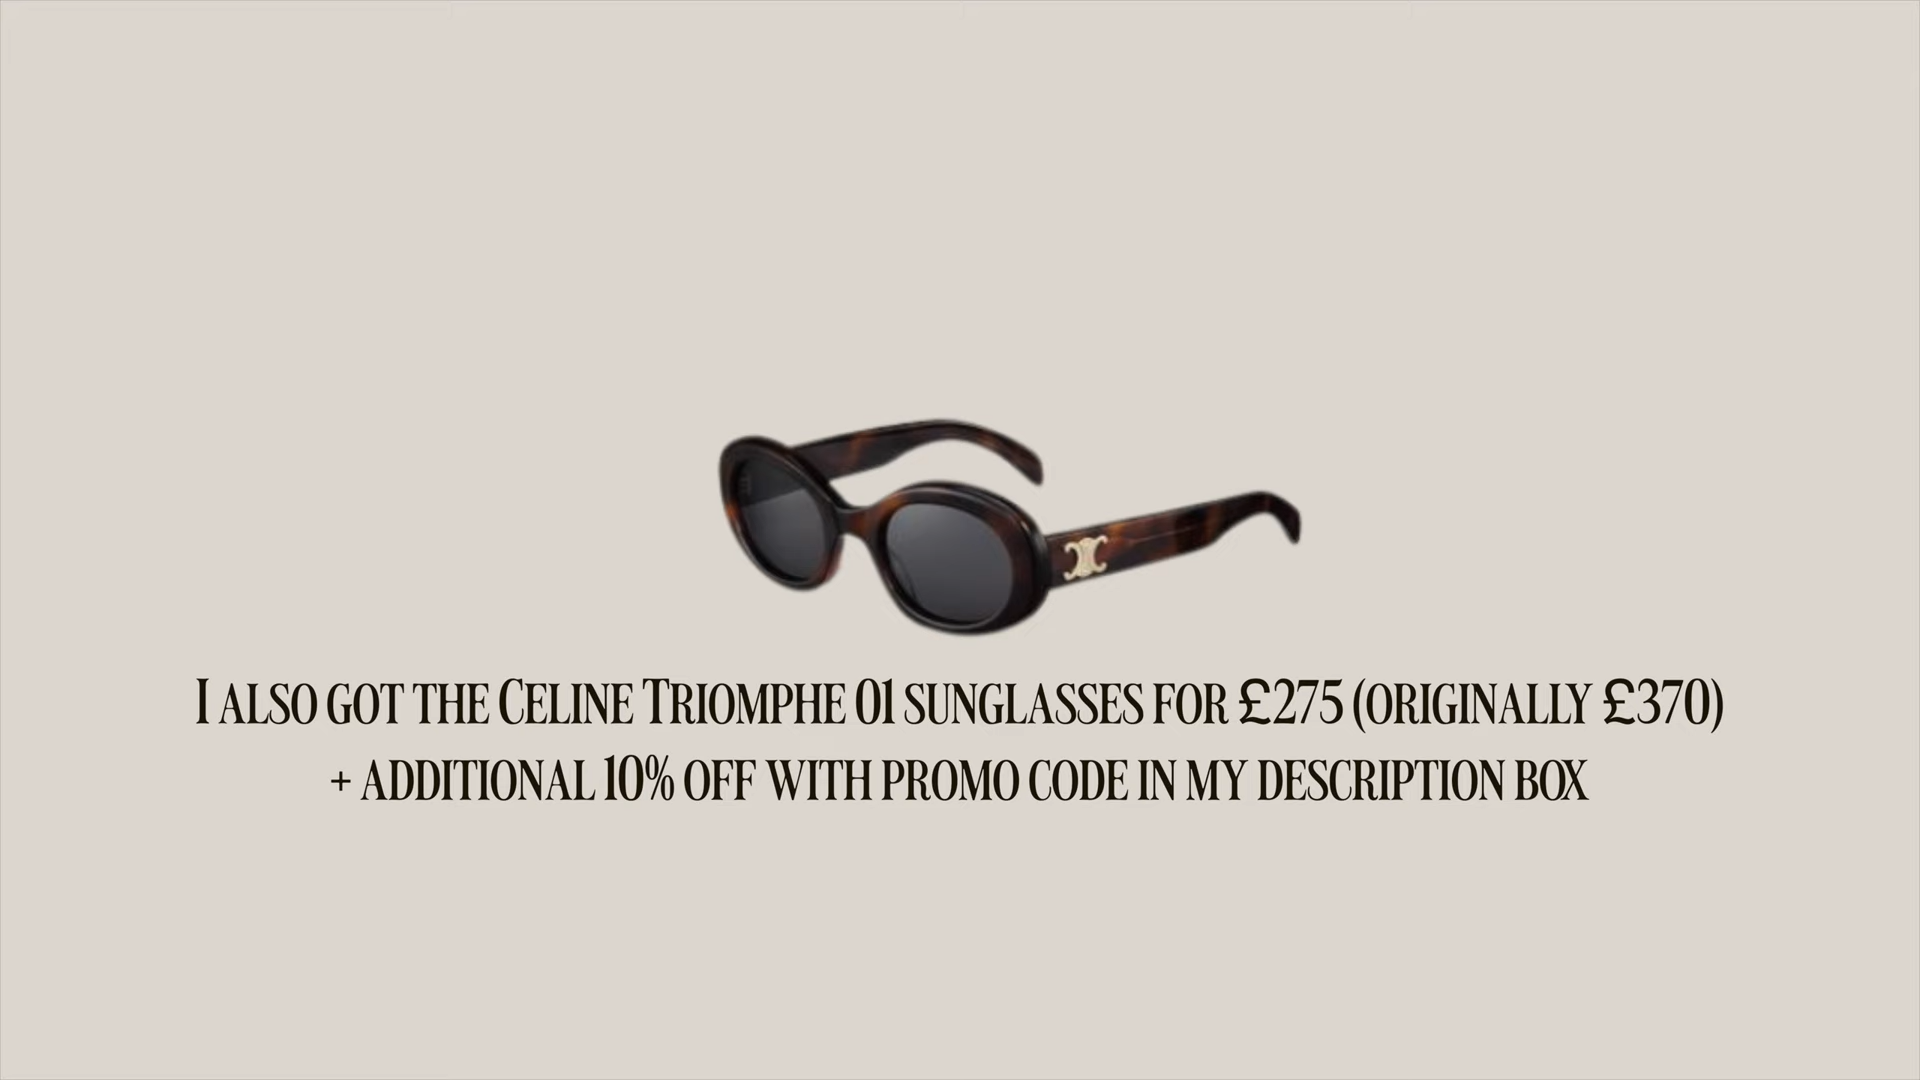 I ALSO GOT THE CELINE TRIOMPHE 01 SUNGLASSES FOR £275 (ORIGINALLY £370)
+ ADDITIONAL 10% OFF WITH PROMO CODE IN MY DESCRIPTION BOX